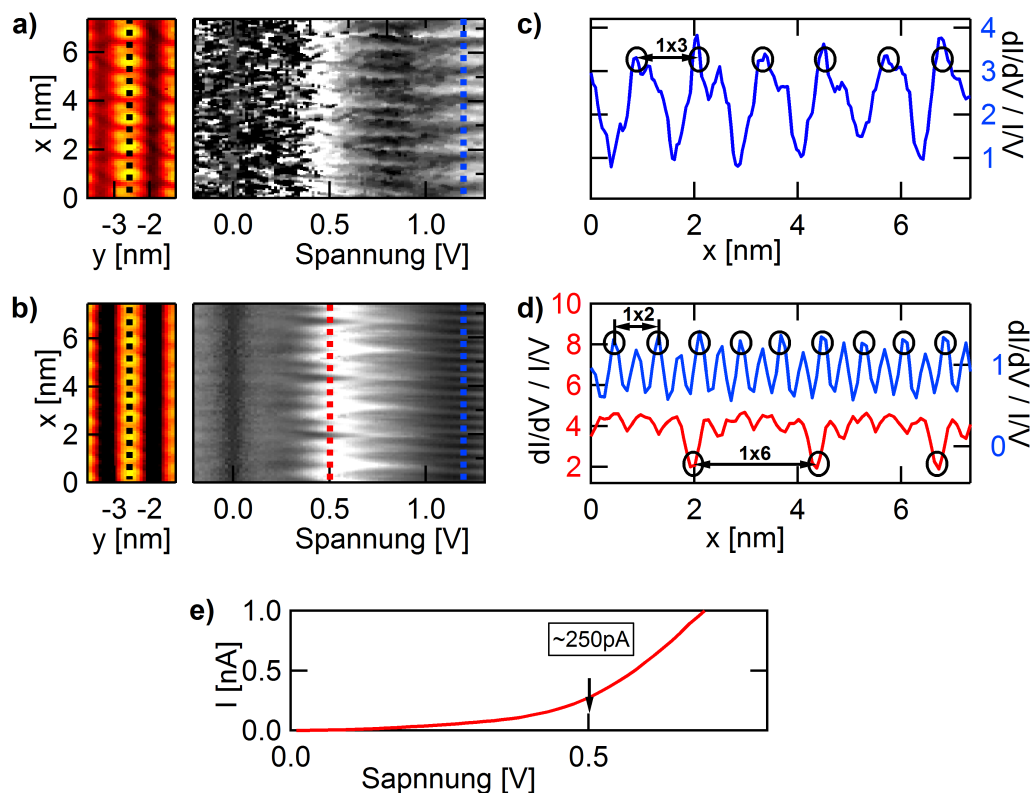 a)
x [nm]
6
4
2
0
-3 -2
y [nm]
0.0 0.5 1.0
Spannung [V]
c)
1x3
4
3
2
1
dI/dV / I/V
0 2 4 6
x [nm]
b)
x [nm]
6
4
2
0
-3 -2
y [nm]
0.0 0.5 1.0
Spannung [V]
d)
10
8
6
4
2
dI/dV / I/V
1x2
1x6
1
0
dI/dV / I/V
0 2 4 6
x [nm]
e)
I [nA]
1.0
0.5
0.0
~250pA
0.0 0.5
Sapnnung [V]